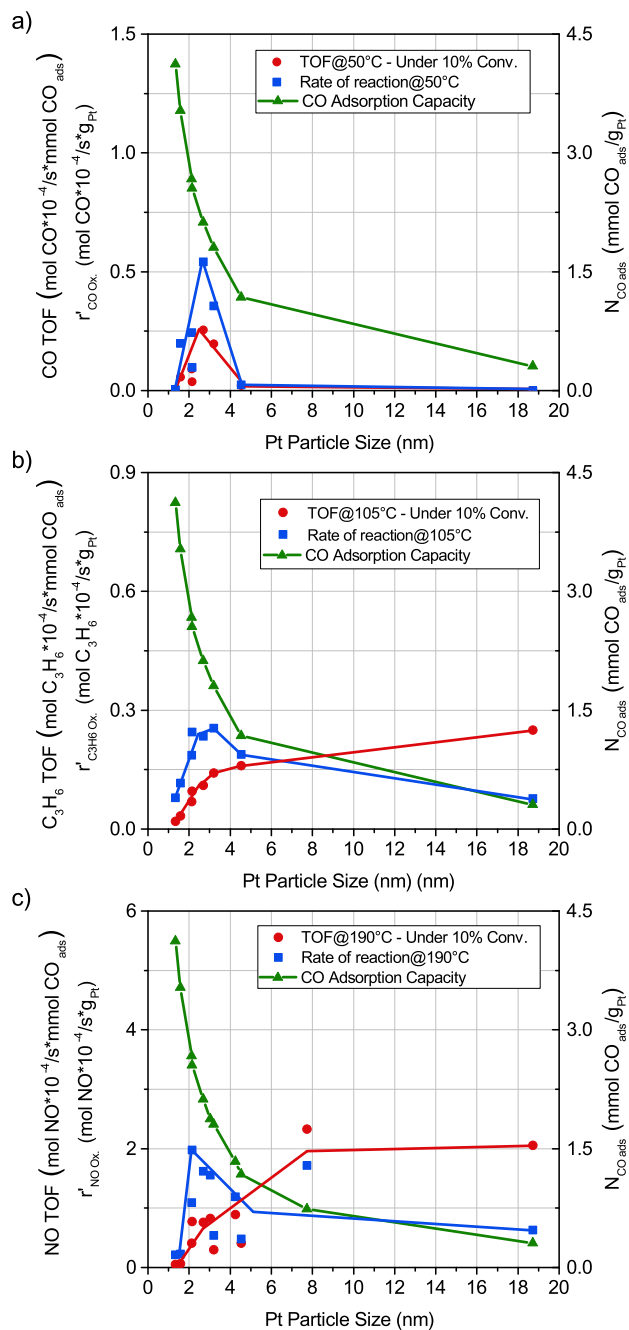 a)
1.5
1.0
0.5
0.0
4.5
3.0
1.5
0.0
CO TOF (mol CO*10⁻⁴/s*mmol CO_ads)
r'_CO Ox. (mol CO*10⁻⁴/s*g_Pt)
N_CO ads (mmol CO_ads/g_Pt)
TOF@50°C - Under 10% Conv.
Rate of reaction@50°C
CO Adsorption Capacity
0 2 4 6 8 10 12 14 16 18 20
Pt Particle Size (nm)
b)
0.9
0.6
0.3
0.0
4.5
3.0
1.5
0.0
C₃H₆ TOF (mol C₃H₆*10⁻⁴/s*mmol CO_ads)
r'_C3H6 Ox. (mol C₃H₆*10⁻⁴/s*g_Pt)
N_CO ads (mmol CO_ads/g_Pt)
TOF@105°C - Under 10% Conv.
Rate of reaction@105°C
CO Adsorption Capacity
0 2 4 6 8 10 12 14 16 18 20
Pt Particle Size (nm) (nm)
c)
6
4
2
0
4.5
3.0
1.5
0.0
NO TOF (mol NO*10⁻⁴/s*mmol CO_ads)
r'_NO Ox. (mol NO*10⁻⁴/s*g_Pt)
N_CO ads (mmol CO_ads/g_Pt)
TOF@190°C - Under 10% Conv.
Rate of reaction@190°C
CO Adsorption Capacity
0 2 4 6 8 10 12 14 16 18 20
Pt Particle Size (nm)